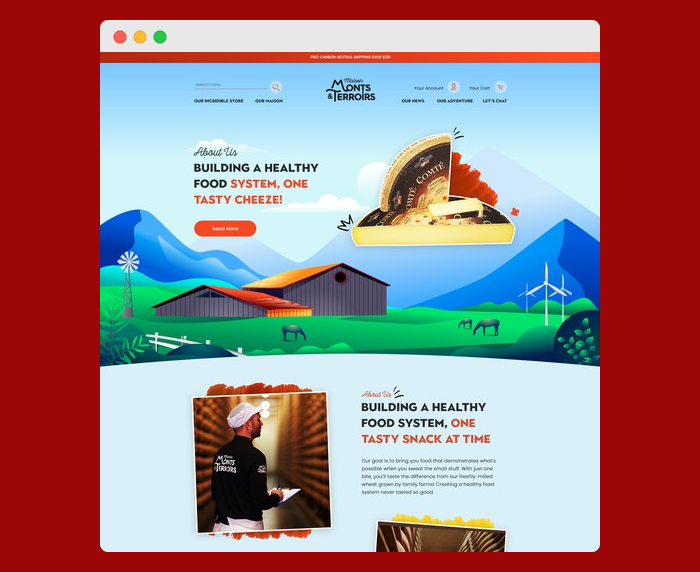 FREE CARBON NEUTRAL SHIPPING OVER $350
Search here...
Maison
MONTS
& TERROIRS
Your Account
Your Cart
OUR INCREDIBLE STORE
OUR MAISON
OUR NEWS
OUR ADVENTURE
LET'S CHAT
About Us
BUILDING A HEALTHY
FOOD SYSTEM, ONE
TASTY CHEEZE!
Read More
COMTÉ
COMTÉ
About Us
BUILDING A HEALTHY
FOOD SYSTEM, ONE
TASTY SNACK AT TIME
Our goal is to bring you food that demonstrates what's
possible when you sweat the small stuff. With just one
bite, you'll taste the difference from our freshly-milled
wheat grown by family farms! Creating a healthy food
system never tasted so good.
Maison
MONTS
& TERROIRS